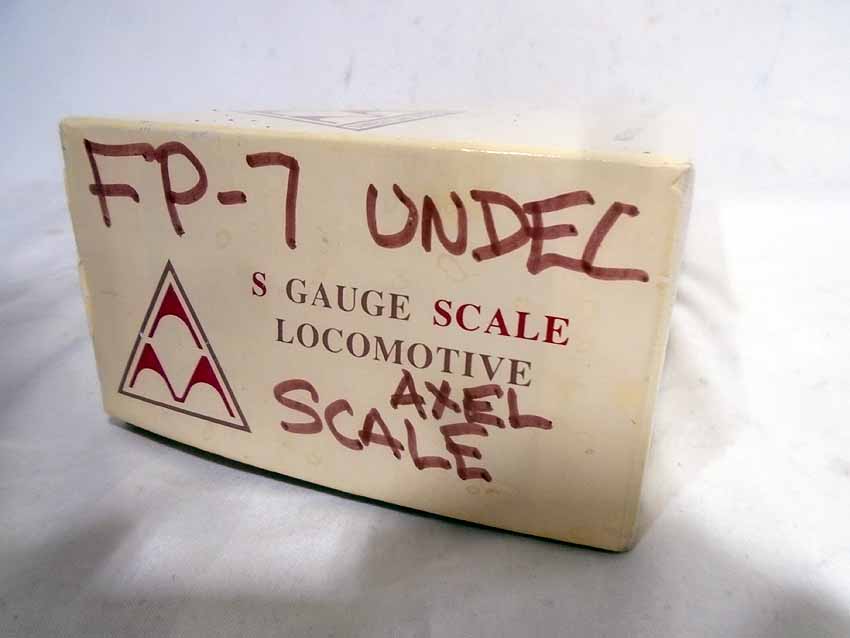 FP-7 UNDEC
S GAUGE SCALE
LOCOMOTIVE
AXEL
SCALE